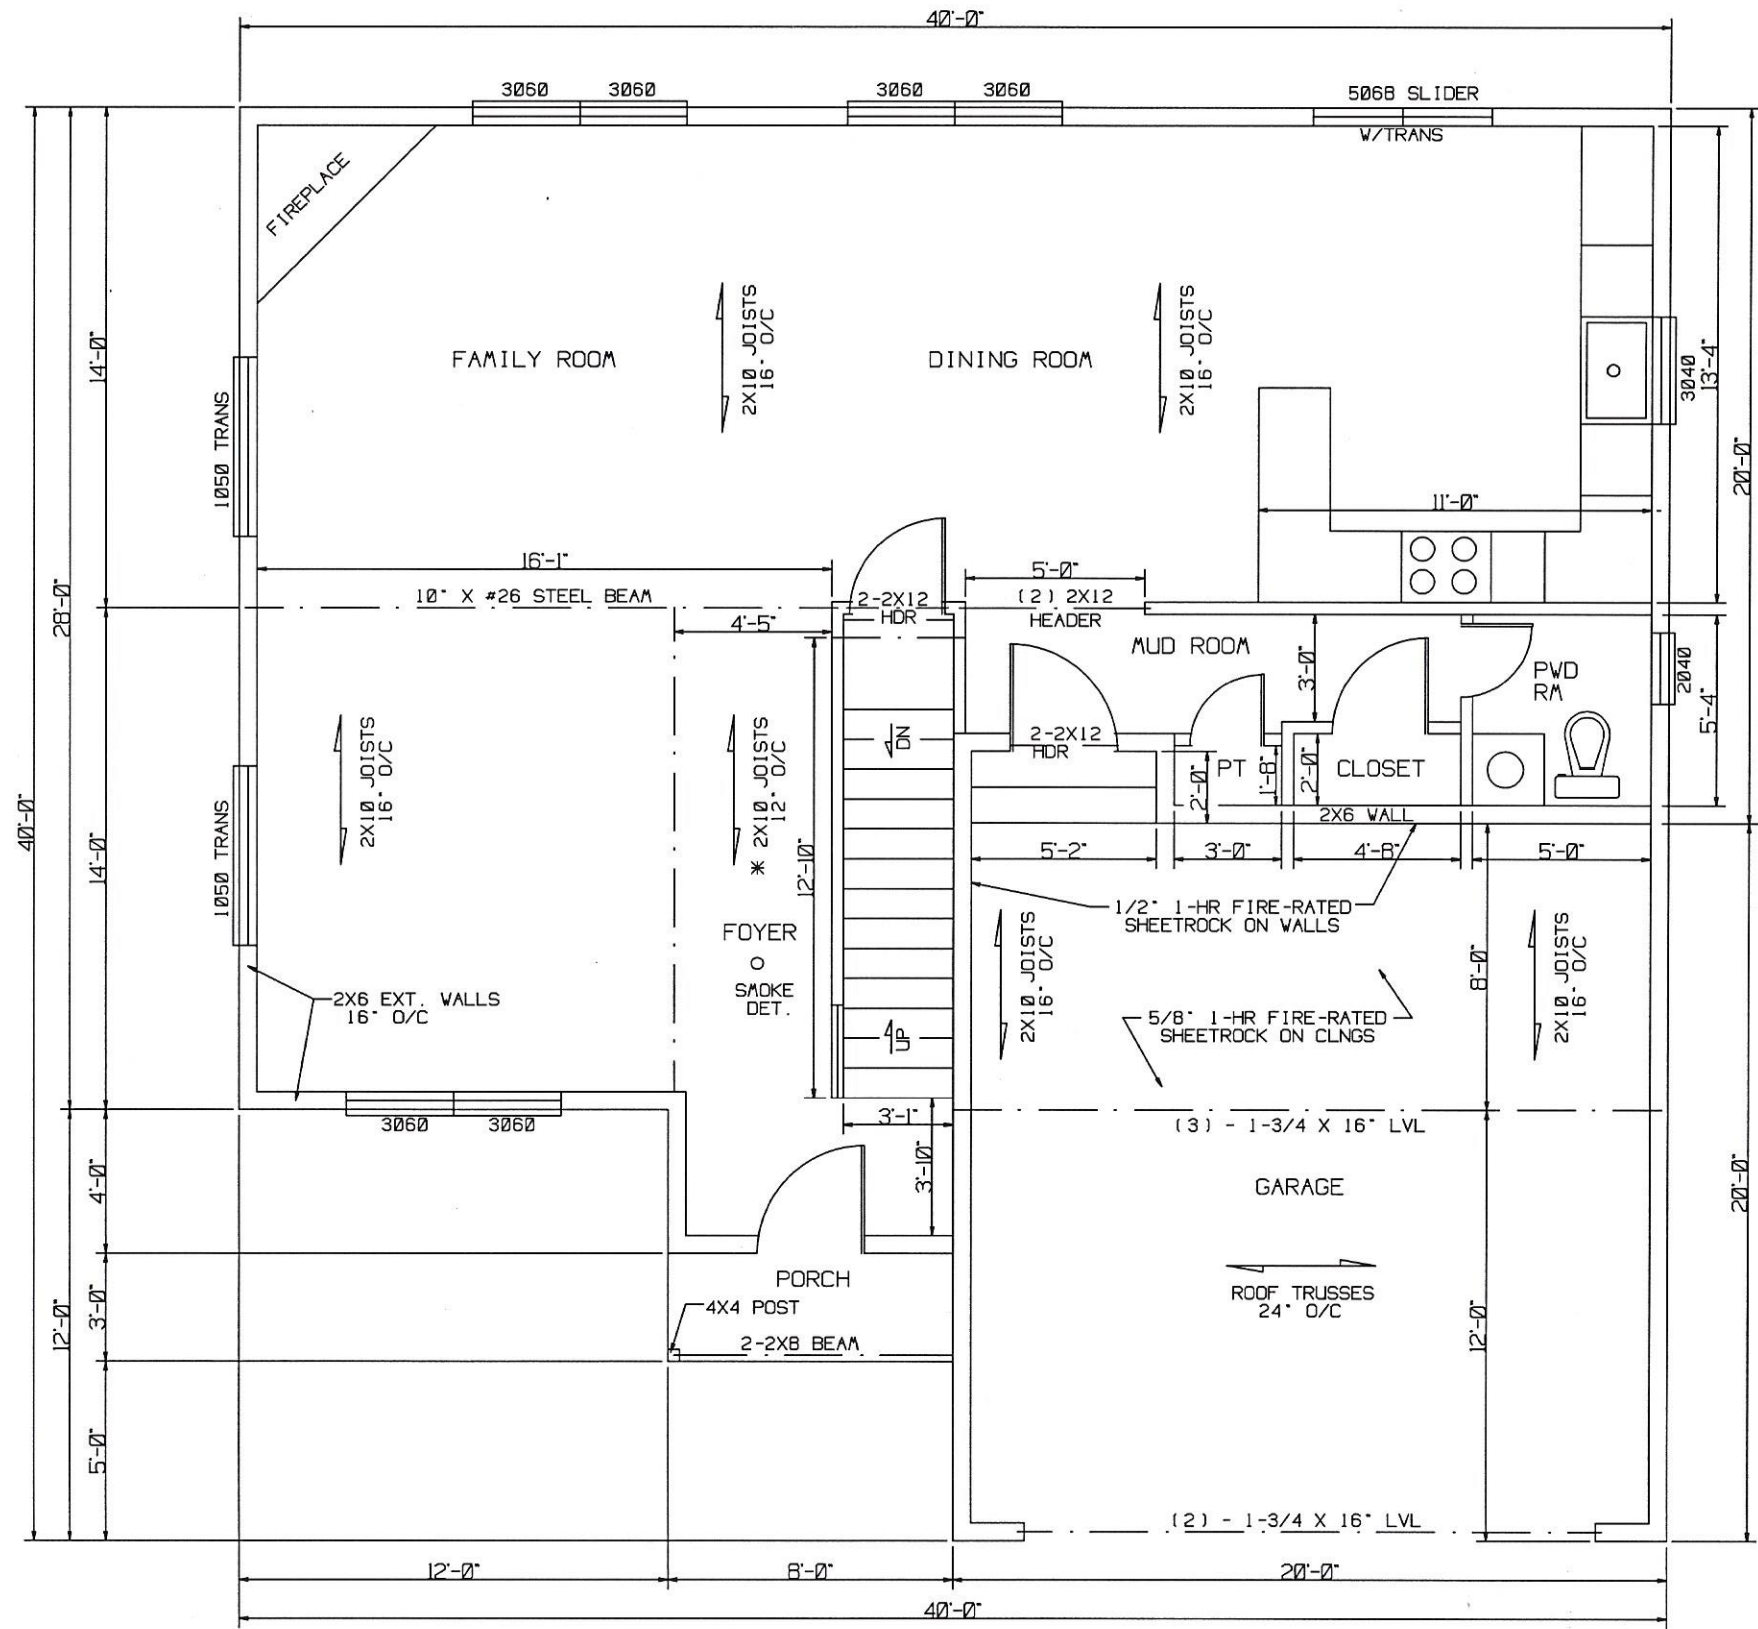 40'-0"
3060 3060 3060 3060 5068 SLIDER
W/TRANS
FIREPLACE
14'-0"
FAMILY ROOM
2X10 JOISTS
16" O/C
DINING ROOM
2X10 JOISTS
16" O/C
3040
13'-4"
1050 TRANS
20'-0"
11'-0"
16'-1"
5'-0"
10" X #26 STEEL BEAM
2-2X12
HDR
(2) 2X12
HEADER
28'-0"
4'-5"
MUD ROOM
3'-0"
PWD
RM
2040
5'-4"
2X10 JOISTS
16" O/C
* 2X10 JOISTS
12" O/C
DN
2-2X12
HDR
PT
CLOSET
2'-0"
1'-8"
2'-0"
2X6 WALL
40'-0"
14'-0"
1050 TRANS
12'-10"
5'-2"
3'-0"
4'-8"
5'-0"
1/2" 1-HR FIRE-RATED
SHEETROCK ON WALLS
FOYER
SMOKE
DET.
2X10 JOISTS
16" O/C
8'-0"
2X10 JOISTS
16" O/C
2X6 EXT. WALLS
16" O/C
UP
5/8" 1-HR FIRE-RATED
SHEETROCK ON CLNGS
3060 3060
3'-1"
(3) - 1-3/4 X 16" LVL
4'-0"
3'-10"
GARAGE
20'-0"
PORCH
ROOF TRUSSES
24" O/C
4X4 POST
3'-0"
12'-0"
12'-0"
2-2X8 BEAM
5'-0"
(2) - 1-3/4 X 16" LVL
12'-0"
8'-0"
20'-0"
40'-0"